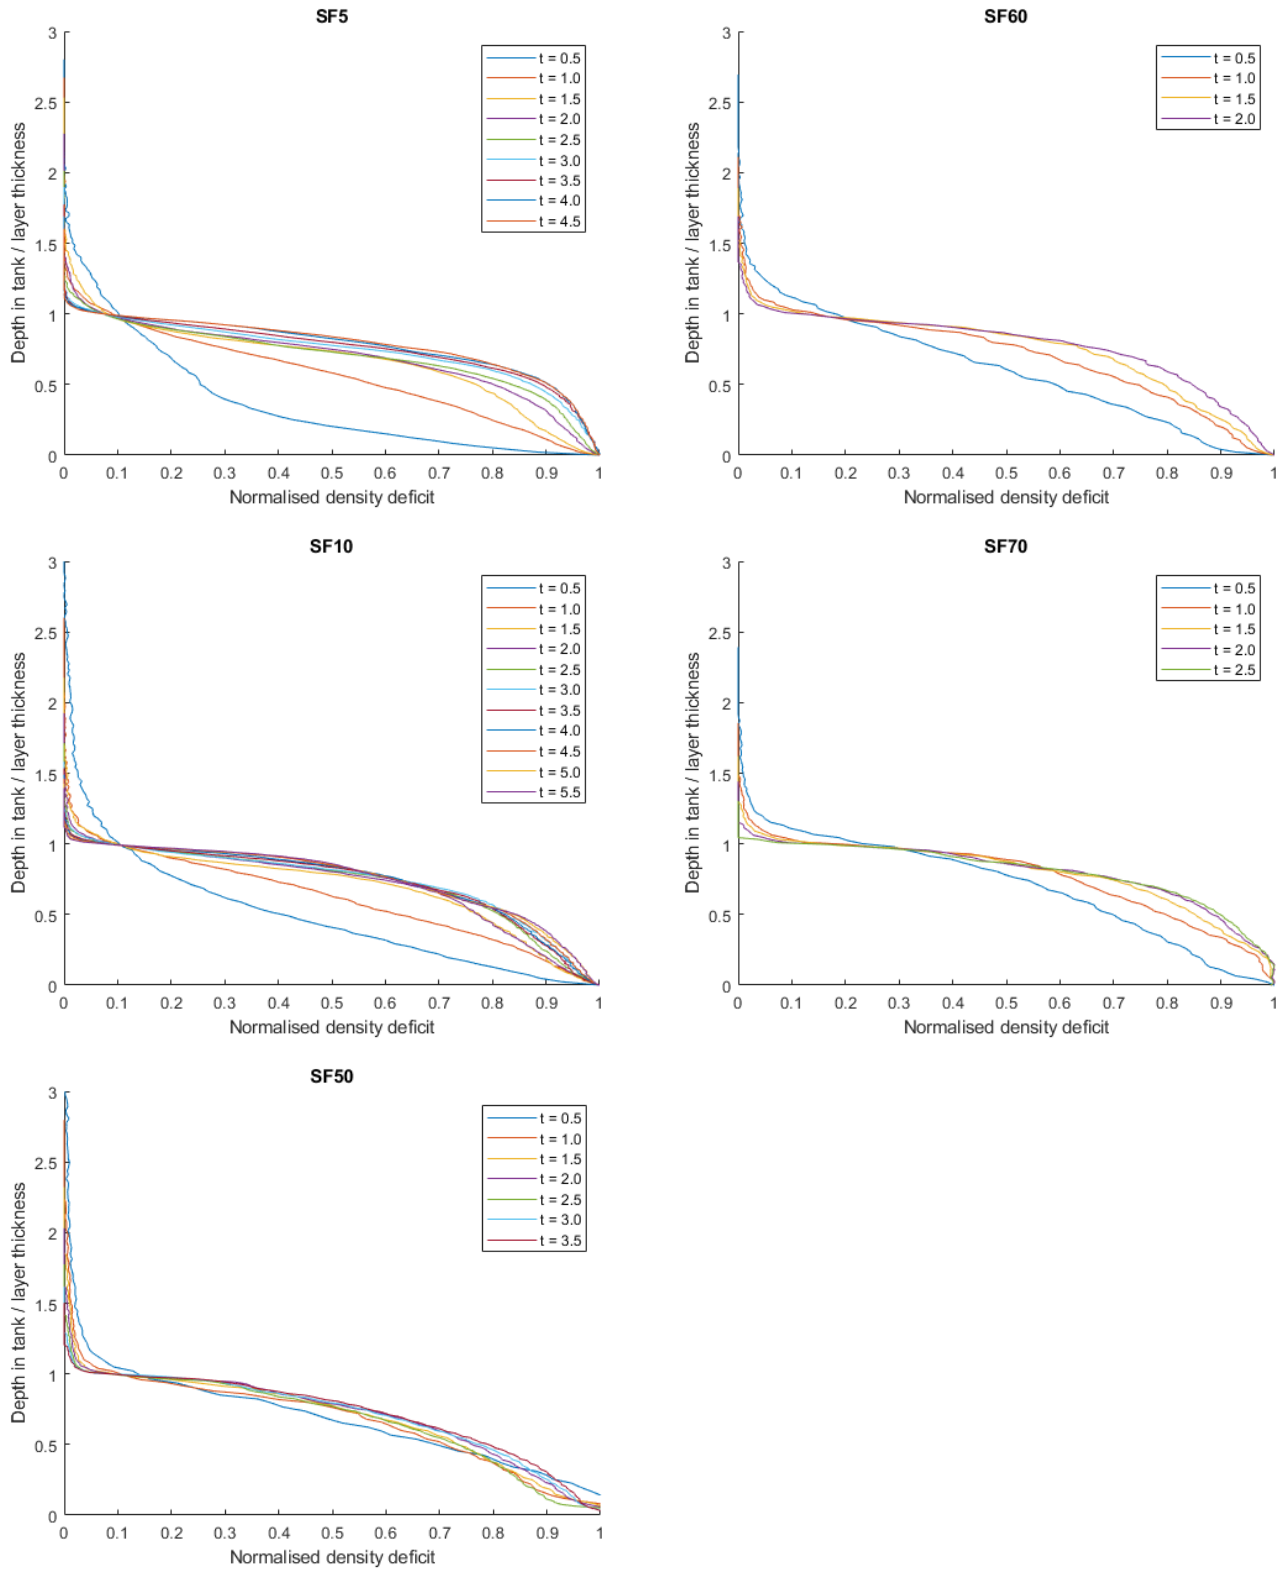 SF5
3
2.5
2
1.5
1
0.5
0
Depth in tank / layer thickness
t = 0.5
t = 1.0
t = 1.5
t = 2.0
t = 2.5
t = 3.0
t = 3.5
t = 4.0
t = 4.5
0 0.1 0.2 0.3 0.4 0.5 0.6 0.7 0.8 0.9 1
Normalised density deficit
SF60
3
2.5
2
1.5
1
0.5
0
Depth in tank / layer thickness
t = 0.5
t = 1.0
t = 1.5
t = 2.0
0 0.1 0.2 0.3 0.4 0.5 0.6 0.7 0.8 0.9 1
Normalised density deficit
SF10
3
2.5
2
1.5
1
0.5
0
Depth in tank / layer thickness
t = 0.5
t = 1.0
t = 1.5
t = 2.0
t = 2.5
t = 3.0
t = 3.5
t = 4.0
t = 4.5
t = 5.0
t = 5.5
0 0.1 0.2 0.3 0.4 0.5 0.6 0.7 0.8 0.9 1
Normalised density deficit
SF70
3
2.5
2
1.5
1
0.5
0
Depth in tank / layer thickness
t = 0.5
t = 1.0
t = 1.5
t = 2.0
t = 2.5
0 0.1 0.2 0.3 0.4 0.5 0.6 0.7 0.8 0.9 1
Normalised density deficit
SF50
3
2.5
2
1.5
1
0.5
0
Depth in tank / layer thickness
t = 0.5
t = 1.0
t = 1.5
t = 2.0
t = 2.5
t = 3.0
t = 3.5
0 0.1 0.2 0.3 0.4 0.5 0.6 0.7 0.8 0.9 1
Normalised density deficit